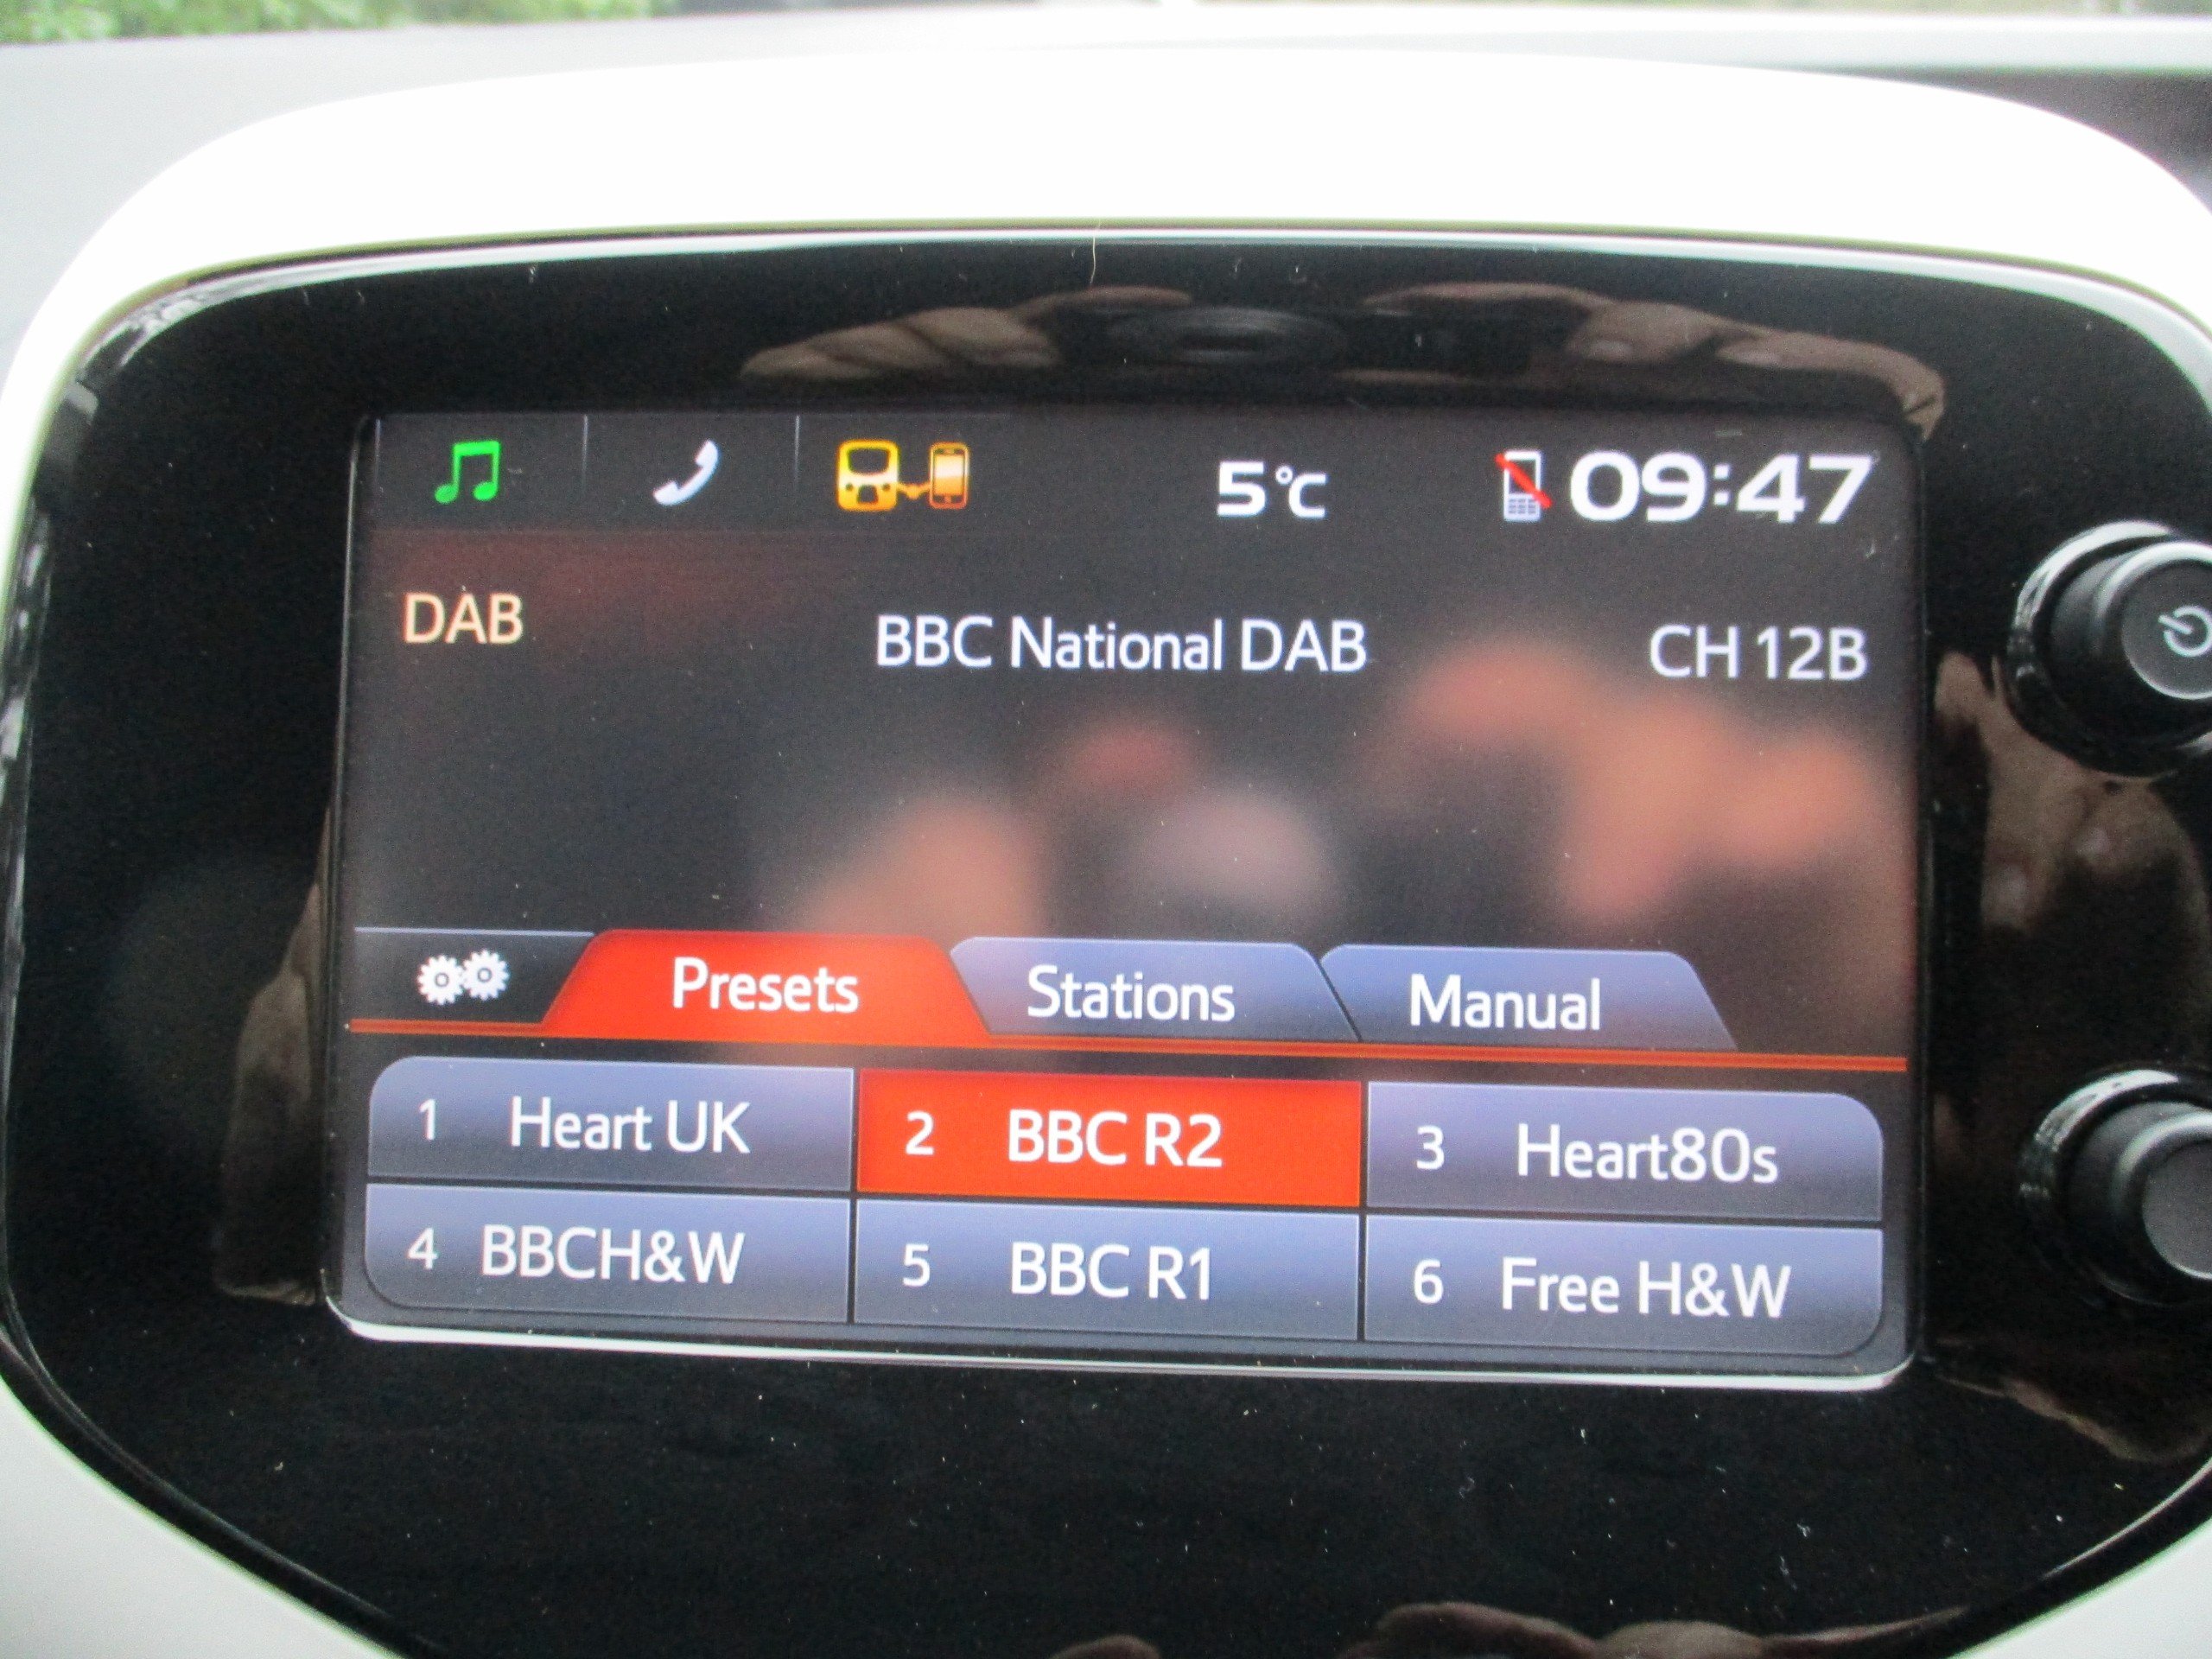 5°C
09:47
DAB
BBC National DAB
CH 12B
Presets
Stations
Manual
1 Heart UK
2 BBC R2
3 Heart80s
4 BBCH&W
5 BBC R1
6 Free H&W